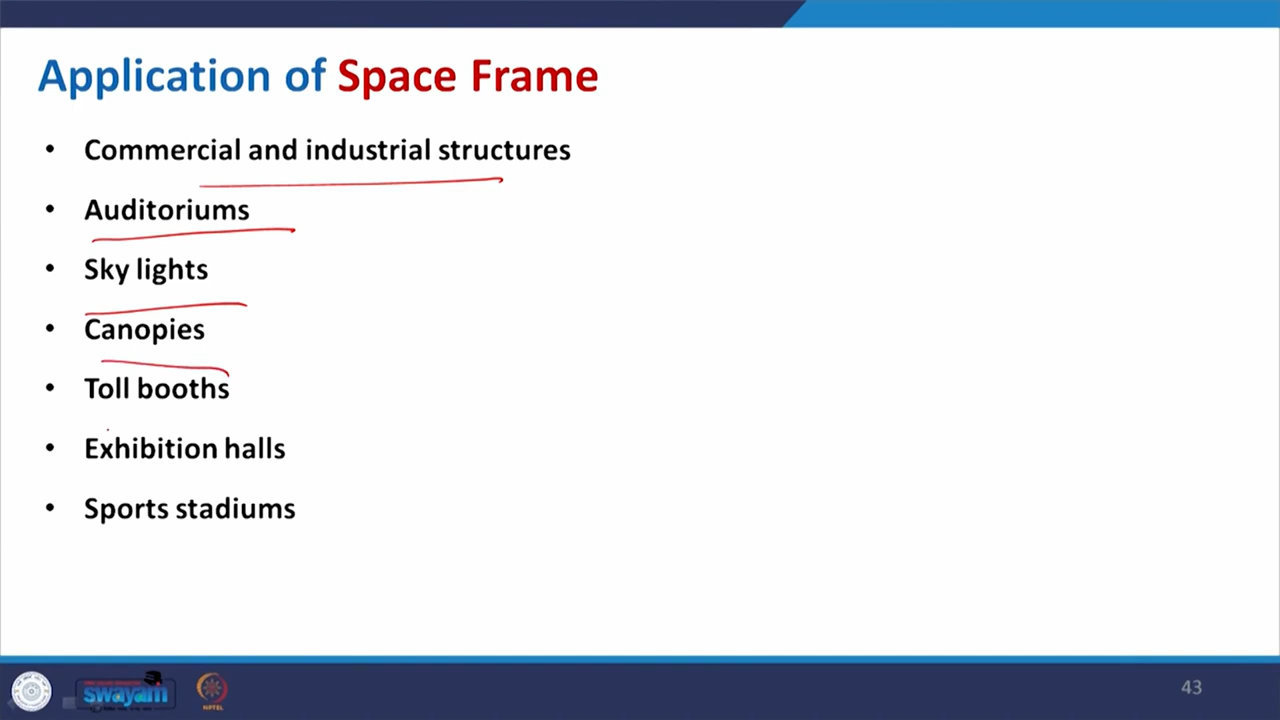 Application of Space Frame
• Commercial and industrial structures
• Auditoriums
• Sky lights
• Canopies
• Toll booths
• Exhibition halls
• Sports stadiums
swayam
NPTEL
43